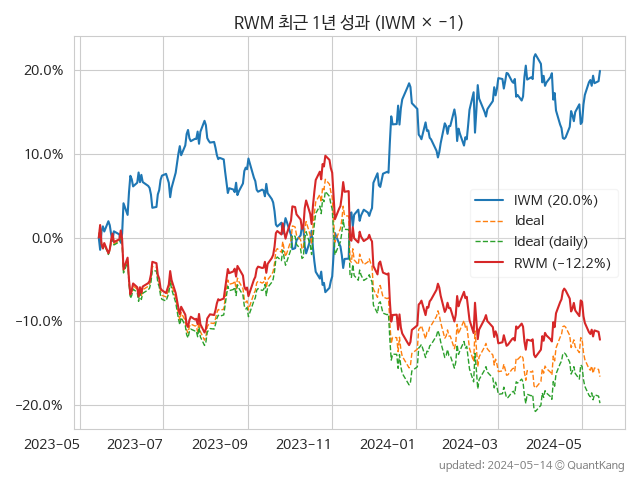 RWM 최근 1년 성과 (IWM × −1)
20.0%
10.0%
0.0%
−10.0%
−20.0%
IWM (20.0%)
Ideal
Ideal (daily)
RWM (−12.2%)
2023-05
2023-07
2023-09
2023-11
2024-01
2024-03
2024-05
updated: 2024-05-14 © QuantKang